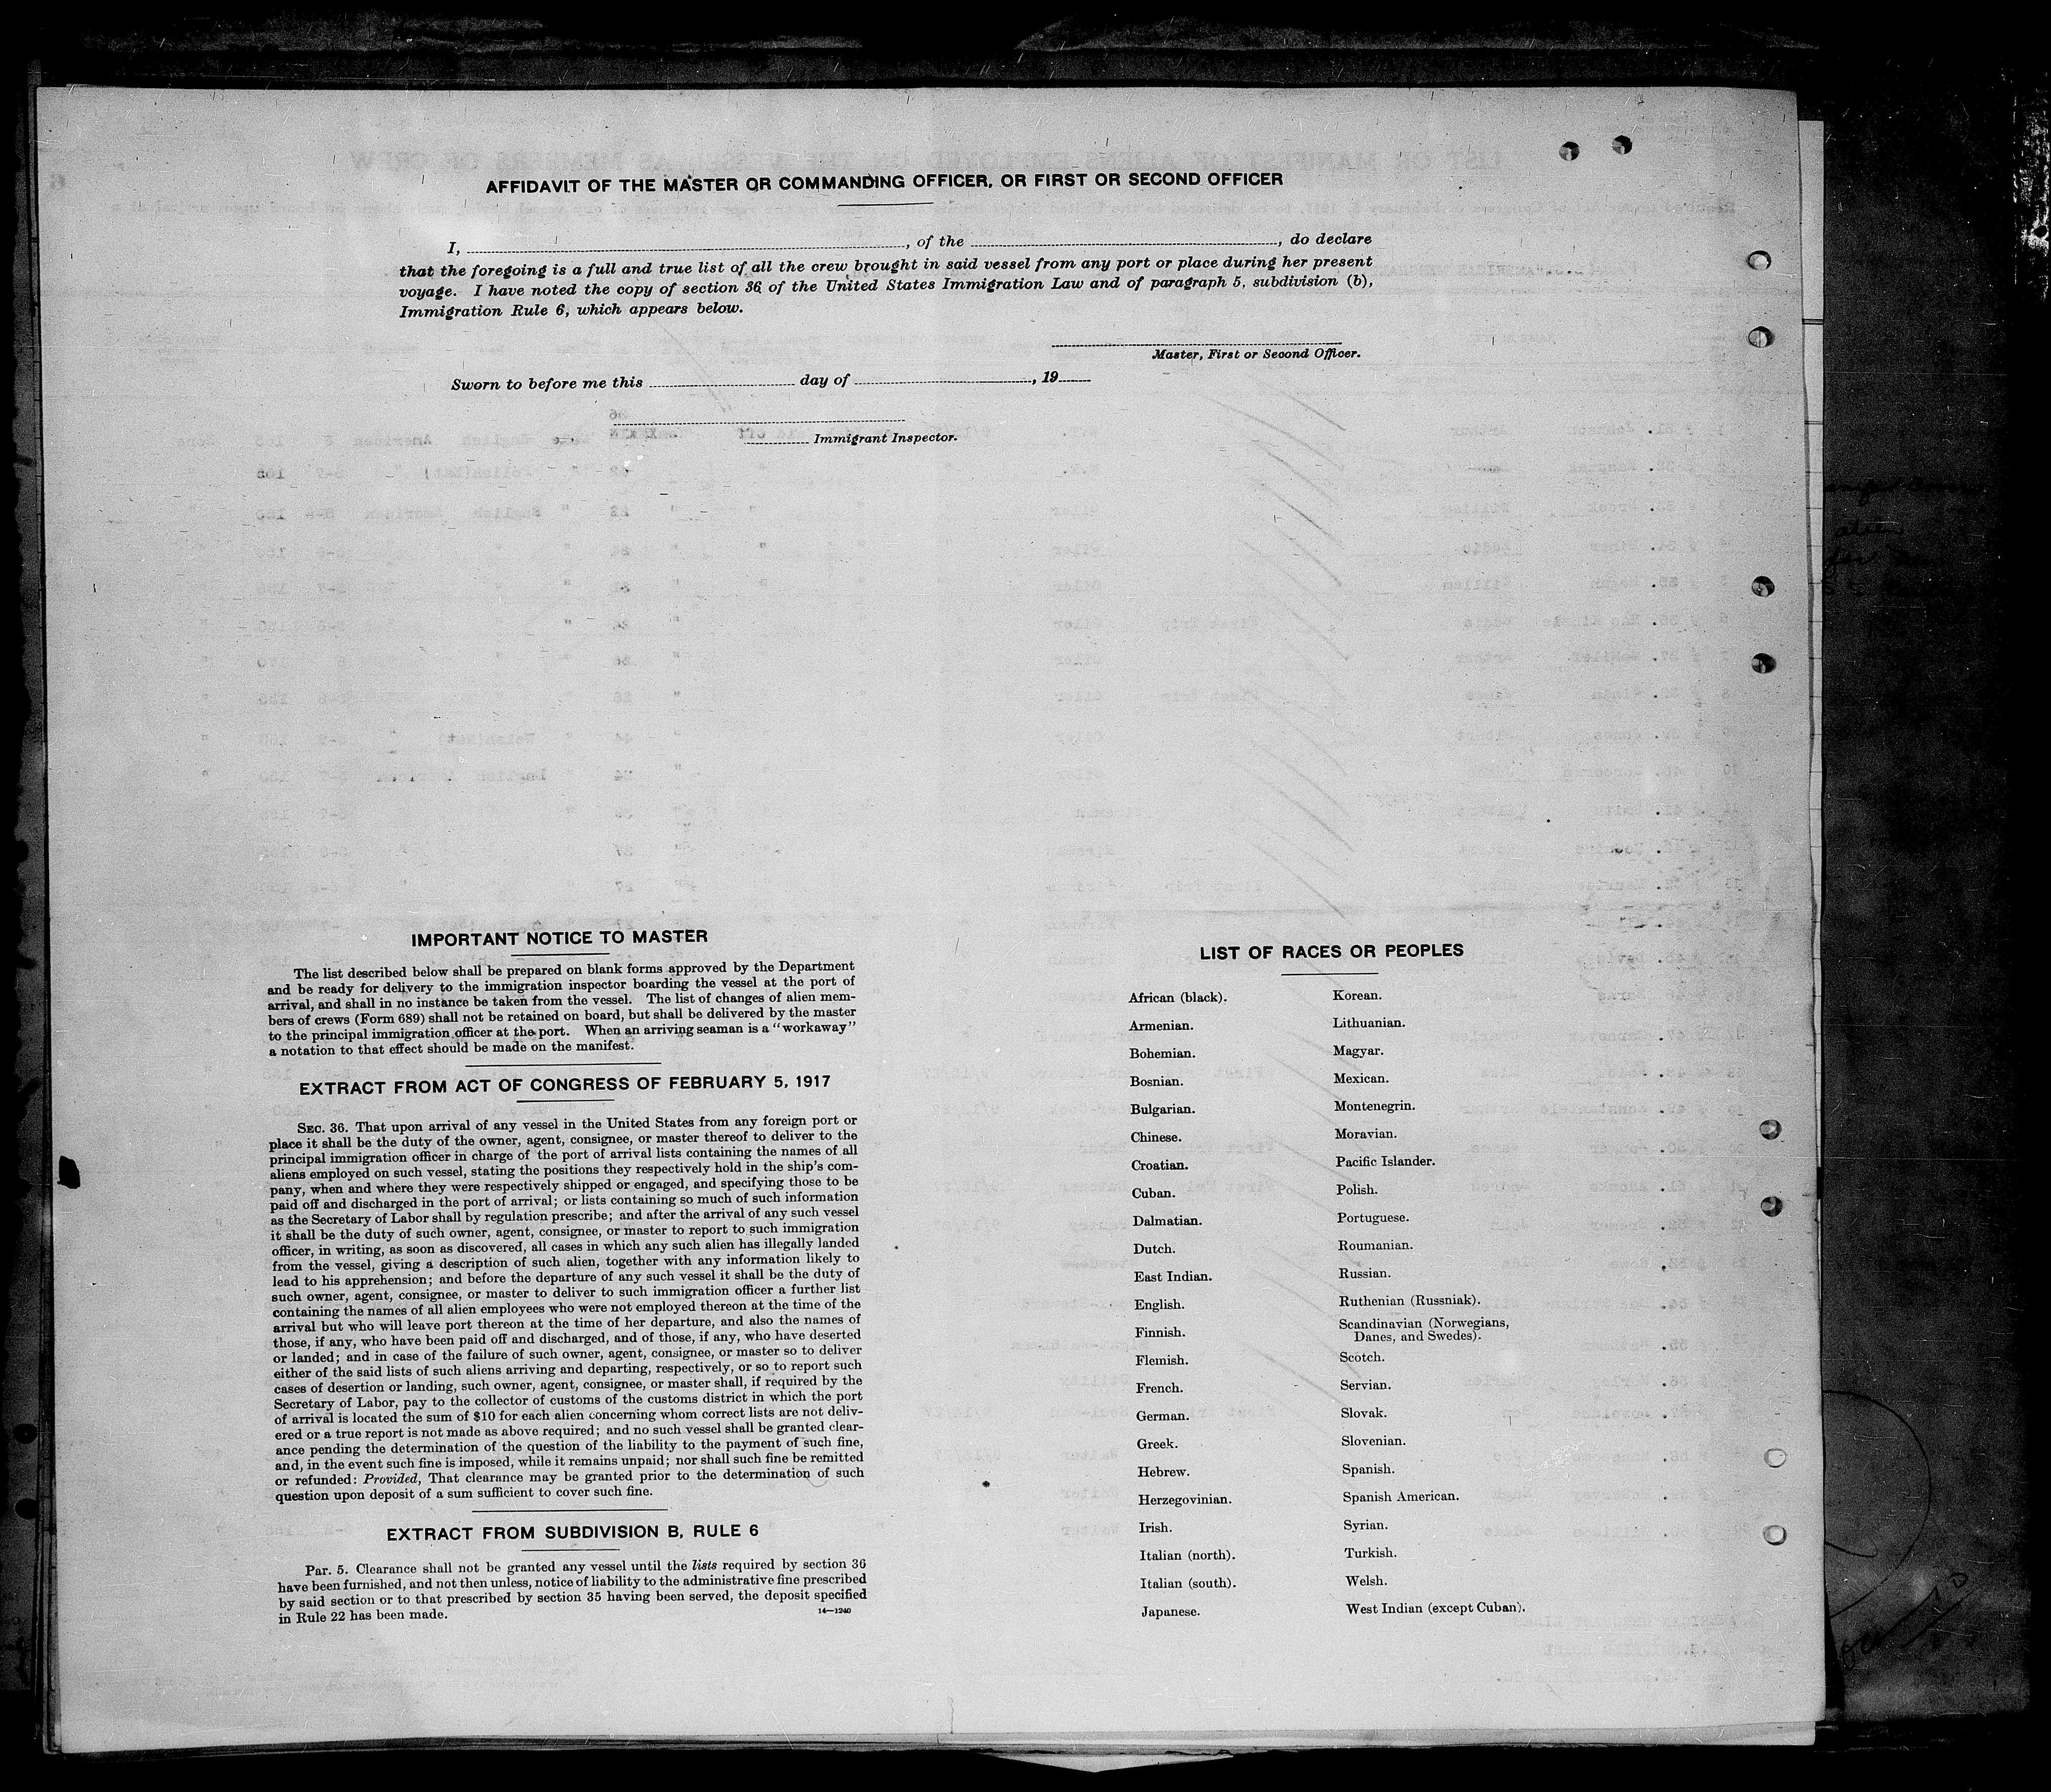 AFFIDAVIT OF THE MASTER OR COMMANDING OFFICER, OR FIRST OR SECOND OFFICER
I, , of the , do declare
that the foregoing is a full and true list of all the crew brought in said vessel from any port or place during her present
voyage. I have noted the copy of section 36 of the United States Immigration Law and of paragraph 5, subdivision (b),
Immigration Rule 6, which appears below.
Master, First or Second Officer.
Sworn to before me this day of , 19
Immigrant Inspector.
IMPORTANT NOTICE TO MASTER
The list described below shall be prepared on blank forms approved by the Department
and be ready for delivery to the immigration inspector boarding the vessel at the port of
arrival, and shall in no instance be taken from the vessel. The list of changes of alien mem-
bers of crews (Form 689) shall not be retained on board, but shall be delivered by the master
to the principal immigration officer at the port. When an arriving seaman is a "workaway"
a notation to that effect should be made on the manifest.
EXTRACT FROM ACT OF CONGRESS OF FEBRUARY 5, 1917
SEC. 36. That upon arrival of any vessel in the United States from any foreign port or
place it shall be the duty of the owner, agent, consignee, or master thereof to deliver to the
principal immigration officer in charge of the port of arrival lists containing the names of all
aliens employed on such vessel, stating the positions they respectively hold in the ship's com-
pany, when and where they were respectively shipped or engaged, and specifying those to be
paid off and discharged in the port of arrival; or lists containing so much of such information
as the Secretary of Labor shall by regulation prescribe; and after the arrival of any such vessel
it shall be the duty of such owner, agent, consignee, or master to report to such immigration
officer, in writing, as soon as discovered, all cases in which any such alien has illegally landed
from the vessel, giving a description of such alien, together with any information likely to
lead to his apprehension; and before the departure of any such vessel it shall be the duty of
such owner, agent, consignee, or master to deliver to such immigration officer a further list
containing the names of all alien employees who were not employed thereon at the time of the
arrival but who will leave port thereon at the time of her departure, and also the names of
those, if any, who have been paid off and discharged, and of those, if any, who have deserted
or landed; and in case of the failure of such owner, agent, consignee, or master so to deliver
either of the said lists of such aliens arriving and departing, respectively, or so to report such
cases of desertion or landing, such owner, agent, consignee, or master shall, if required by the
Secretary of Labor, pay to the collector of customs of the customs district in which the port
of arrival is located the sum of $10 for each alien concerning whom correct lists are not deliv-
ered or a true report is not made as above required; and no such vessel shall be granted clear-
ance pending the determination of the question of the liability to the payment of such fine,
and, in the event such fine is imposed, while it remains unpaid; nor shall such fine be remitted
or refunded: Provided, That clearance may be granted prior to the determination of such
question upon deposit of a sum sufficient to cover such fine.
EXTRACT FROM SUBDIVISION B, RULE 6
Par. 5. Clearance shall not be granted any vessel until the lists required by section 36
have been furnished, and not then unless, notice of liability to the administrative fine prescribed
by said section or to that prescribed by section 35 having been served, the deposit specified
in Rule 22 has been made.
14—1240
LIST OF RACES OR PEOPLES
African (black).
Armenian.
Bohemian.
Bosnian.
Bulgarian.
Chinese.
Croatian.
Cuban.
Dalmatian.
Dutch.
East Indian.
English.
Finnish.
Flemish.
French.
German.
Greek.
Hebrew.
Herzegovinian.
Irish.
Italian (north).
Italian (south).
Japanese.
Korean.
Lithuanian.
Magyar.
Mexican.
Montenegrin.
Moravian.
Pacific Islander.
Polish.
Portuguese.
Roumanian.
Russian.
Ruthenian (Russniak).
Scandinavian (Norwegians,
Danes, and Swedes).
Scotch.
Servian.
Slovak.
Slovenian.
Spanish.
Spanish American.
Syrian.
Turkish.
Welsh.
West Indian (except Cuban).